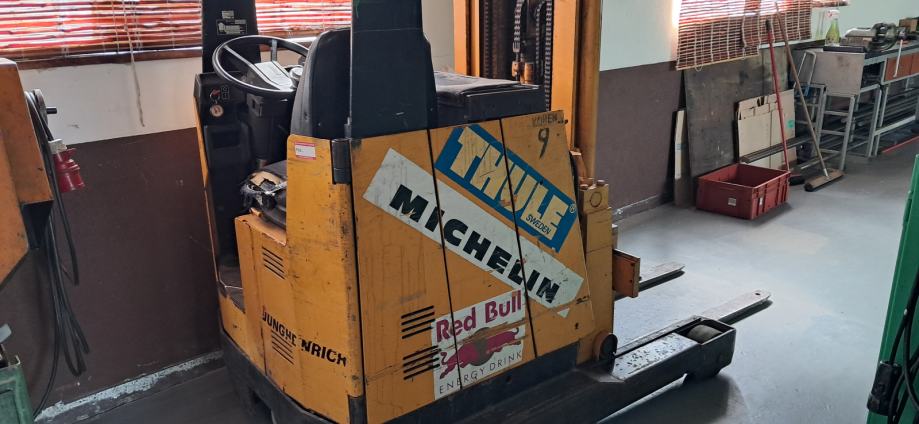 9
THULE®
SWEDEN
MICHELIN
Red Bull
ENERGY DRINK
JUNGHEINRICH